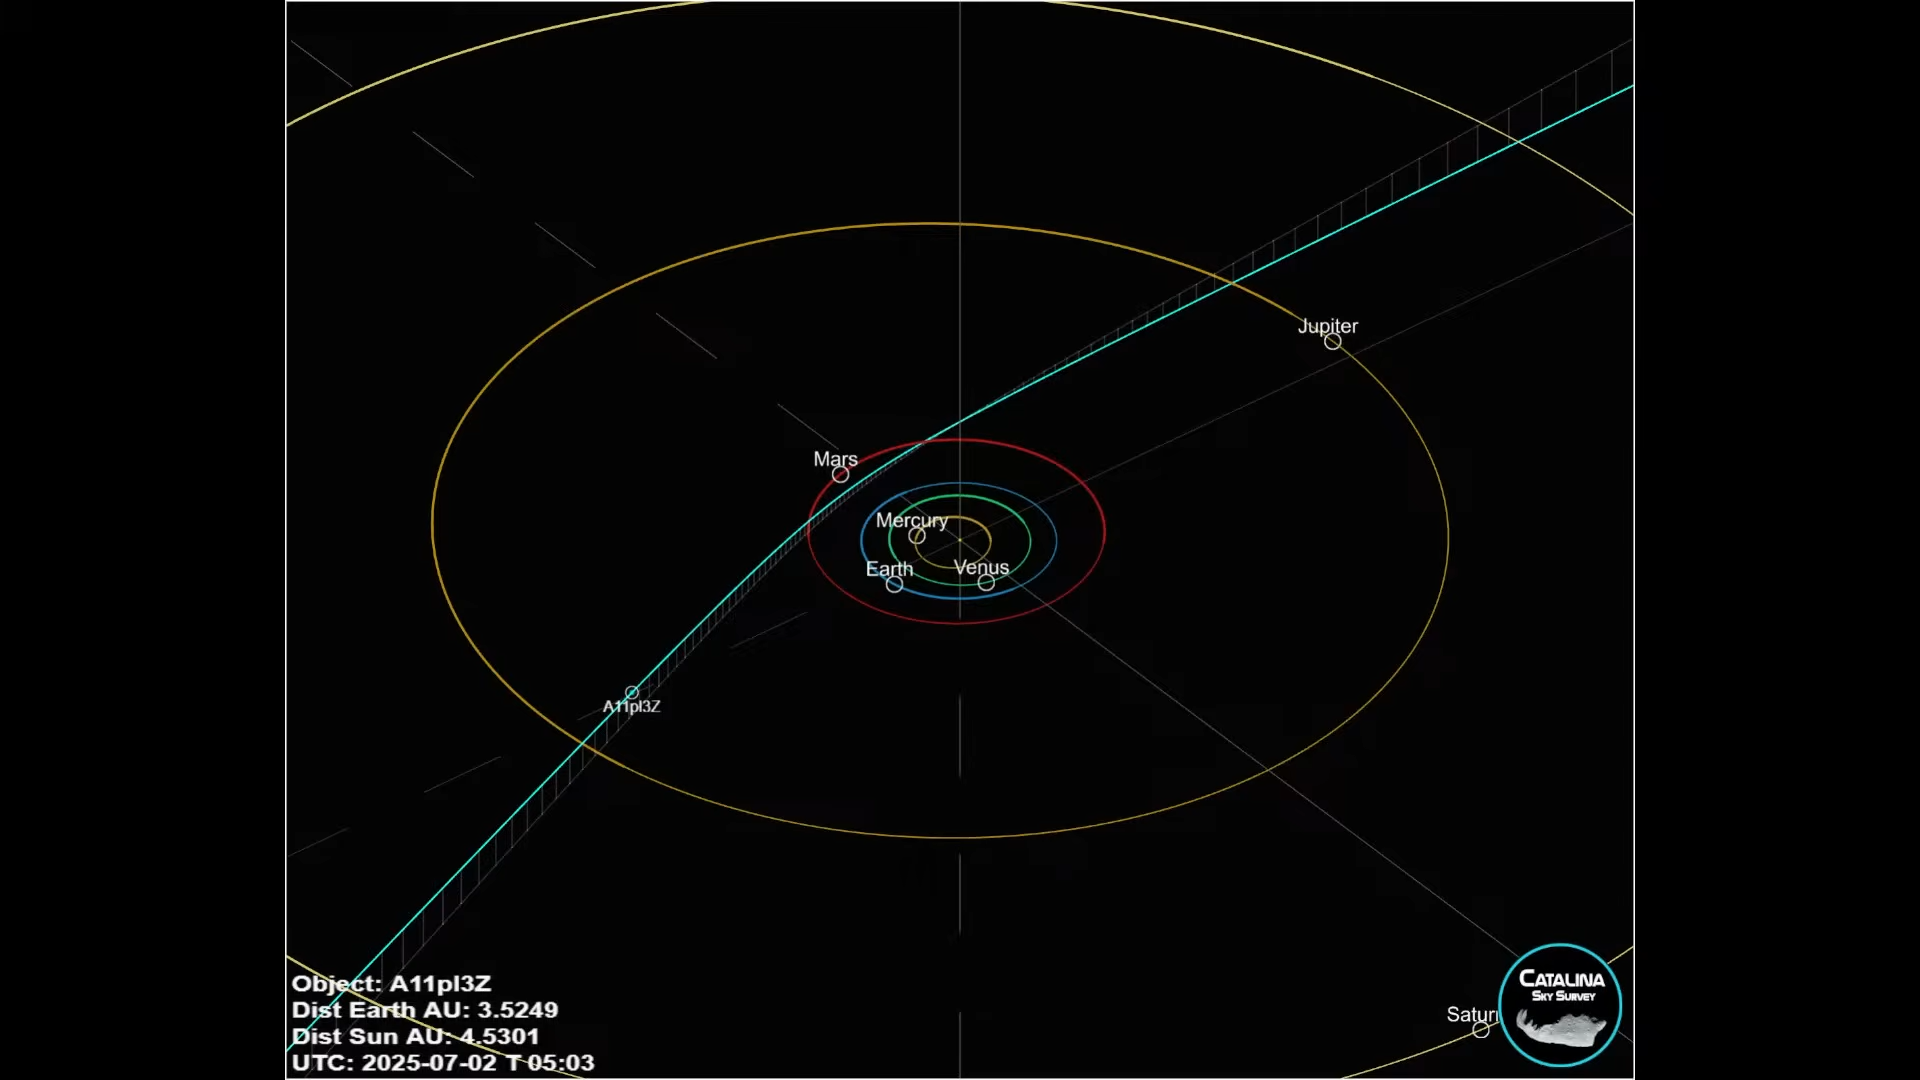 Jupiter
Mars
Mercury
Earth
Venus
A11pl3Z
Object: A11pl3Z
Dist Earth AU: 3.5249
Dist Sun AU: 4.5301
UTC: 2025-07-02 T 05:03
Satur
CATALINA
SKY SURVEY